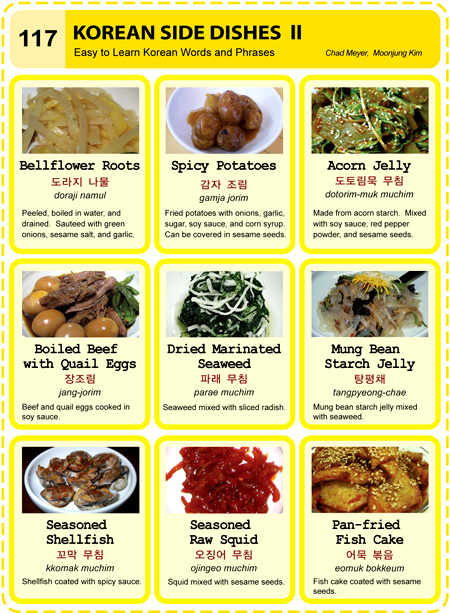 117
KOREAN SIDE DISHES II
Easy to Learn Korean Words and Phrases
Chad Meyer, Moonjung Kim
Bellflower Roots
도라지 나물
doraji namul
Peeled, boiled in water, and
drained. Sauteed with green
onions, sesame salt, and garlic.
Spicy Potatoes
감자 조림
gamja jorim
Fried potatoes with onions, garlic,
sugar, soy sauce, and corn syrup.
Can be covered in sesame seeds.
Acorn Jelly
도토림묵 무침
dotorim-muk muchim
Made from acorn starch. Mixed
with soy sauce, red pepper
powder, and sesame seeds.
Boiled Beef
with Quail Eggs
장조림
jang-jorim
Beef and quail eggs cooked in
soy sauce.
Dried Marinated
Seaweed
파래 무침
parae muchim
Seaweed mixed with sliced radish.
Mung Bean
Starch Jelly
탕평채
tangpyeong-chae
Mung bean starch jelly mixed
with seaweed.
Seasoned
Shellfish
꼬막 무침
kkomak muchim
Shellfish coated with spicy sauce.
Seasoned
Raw Squid
오징어 무침
ojingeo muchim
Squid mixed with sesame seeds.
Pan-fried
Fish Cake
어묵 볶음
eomuk bokkeum
Fish cake coated with sesame
seeds.